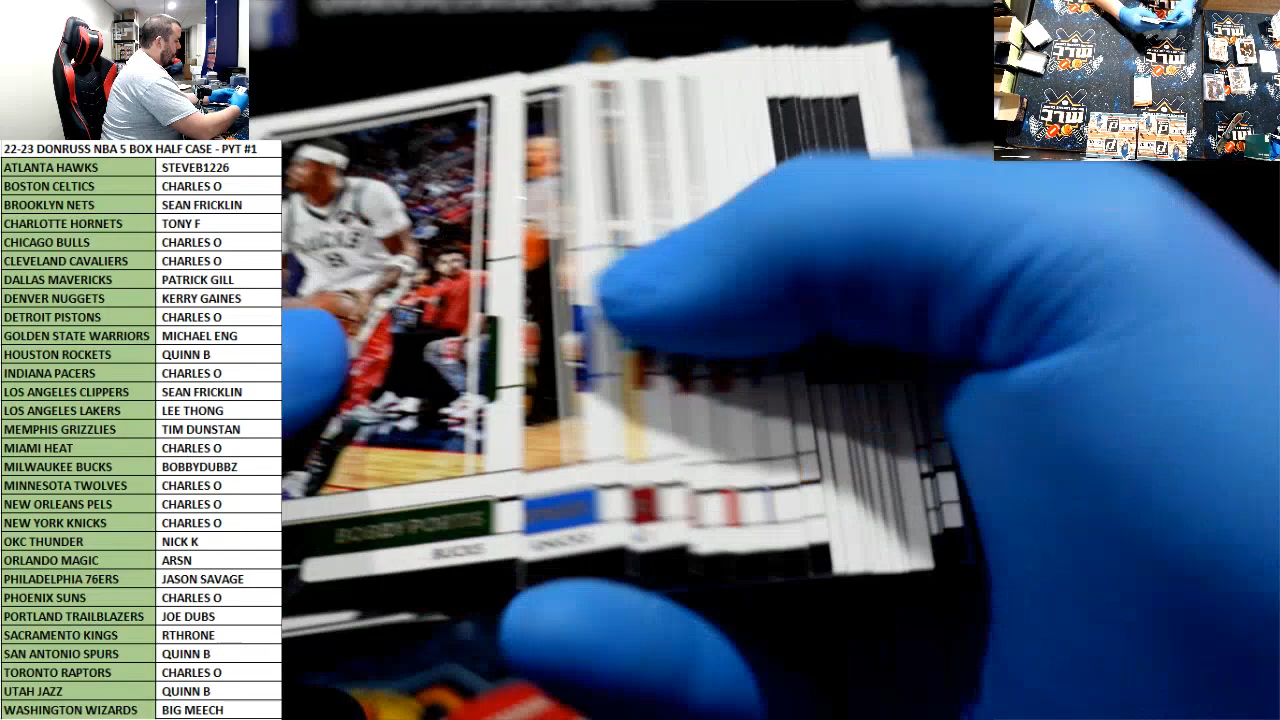 22-23 DONRUSS NBA 5 BOX HALF CASE - PYT #1
ATLANTA HAWKS STEVEB1226
BOSTON CELTICS CHARLES O
BROOKLYN NETS SEAN FRICKLIN
CHARLOTTE HORNETS TONY F
CHICAGO BULLS CHARLES O
CLEVELAND CAVALIERS CHARLES O
DALLAS MAVERICKS PATRICK GILL
DENVER NUGGETS KERRY GAINES
DETROIT PISTONS CHARLES O
GOLDEN STATE WARRIORS MICHAEL ENG
HOUSTON ROCKETS QUINN B
INDIANA PACERS CHARLES O
LOS ANGELES CLIPPERS SEAN FRICKLIN
LOS ANGELES LAKERS LEE THONG
MEMPHIS GRIZZLIES TIM DUNSTAN
MIAMI HEAT CHARLES O
MILWAUKEE BUCKS BOBBYDUBBZ
MINNESOTA TWOLVES CHARLES O
NEW ORLEANS PELS CHARLES O
NEW YORK KNICKS CHARLES O
OKC THUNDER NICK K
ORLANDO MAGIC ARSN
PHILADELPHIA 76ERS JASON SAVAGE
PHOENIX SUNS CHARLES O
PORTLAND TRAILBLAZERS JOE DUBS
SACRAMENTO KINGS RTHRONE
SAN ANTONIO SPURS QUINN B
TORONTO RAPTORS CHARLES O
UTAH JAZZ QUINN B
WASHINGTON WIZARDS BIG MEECH
BUCKS
9
BOBBY PORTIS
BUCKS